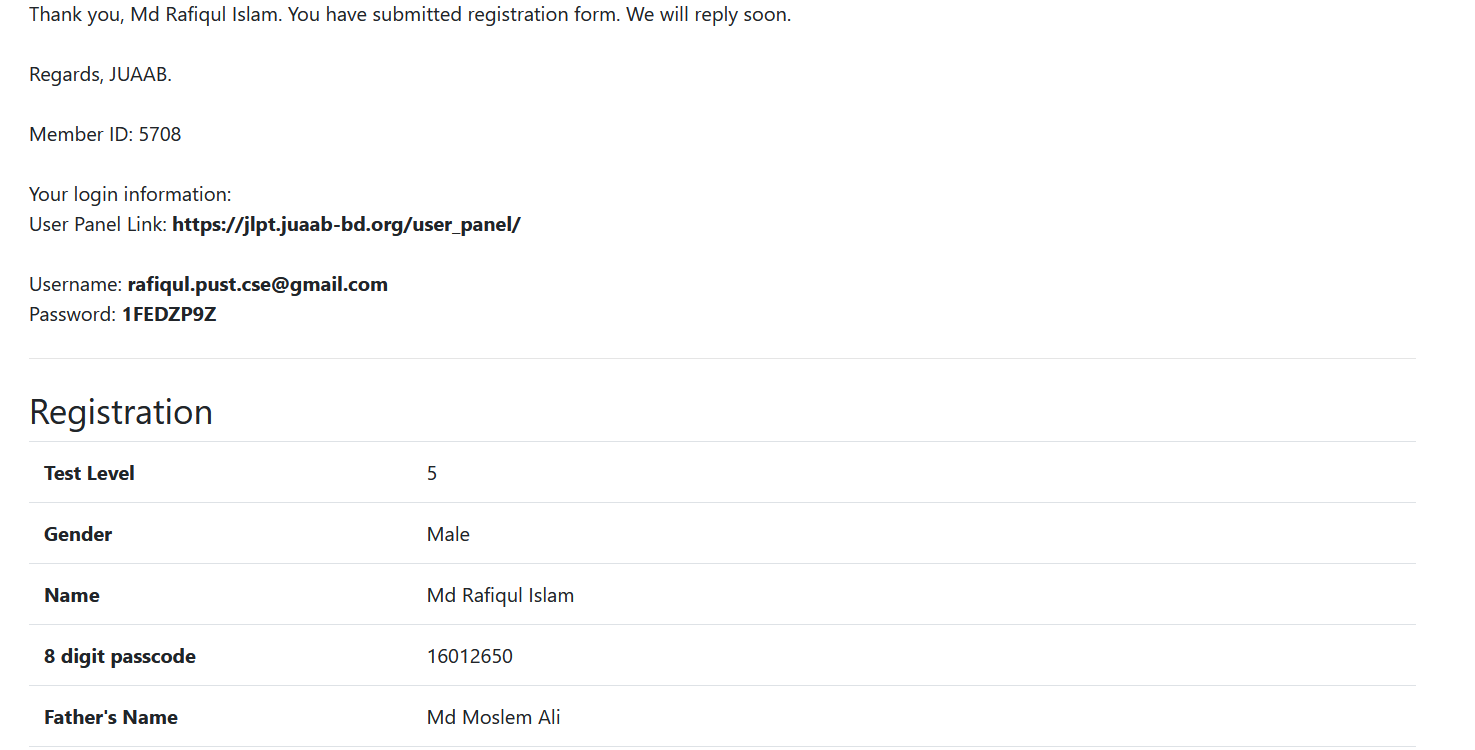 Thank you, Md Rafiqul Islam. You have submitted registration form. We will reply soon.
Regards, JUAAB.
Member ID: 5708
Your login information:
User Panel Link: https://jlpt.juaab-bd.org/user_panel/
Username: rafiqul.pust.cse@gmail.com
Password: 1FEDZP9Z
Registration
Test Level 5
Gender Male
Name Md Rafiqul Islam
8 digit passcode 16012650
Father's Name Md Moslem Ali